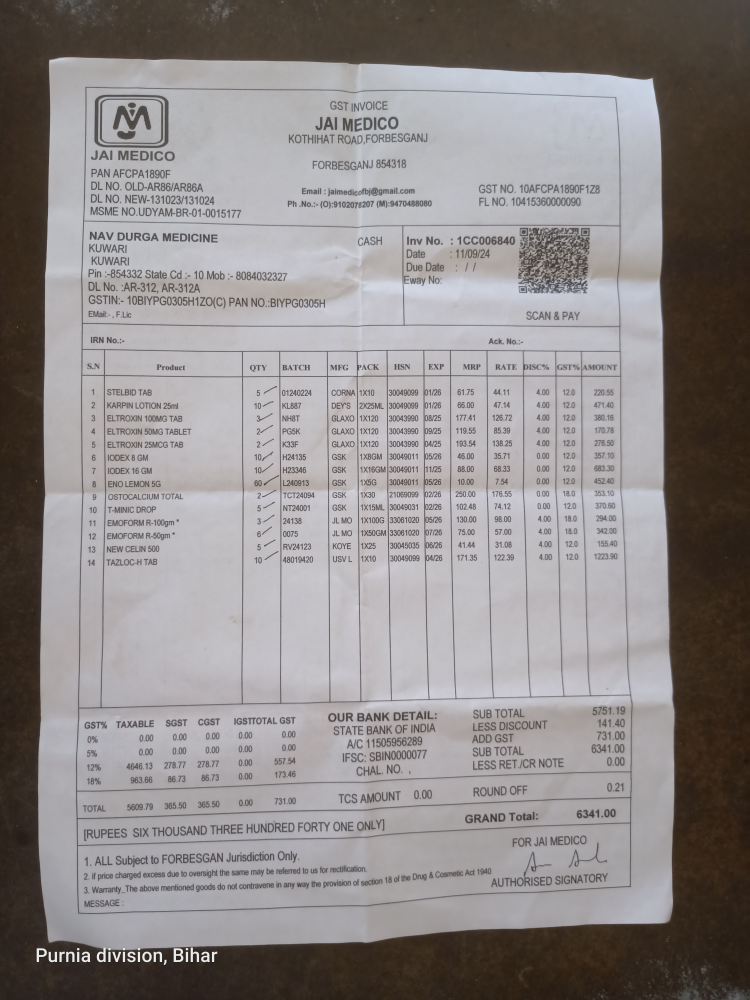 GST INVOICE
JAI MEDICO
KOTHIHAT ROAD,FORBESGANJ
FORBESGANJ 854318
Email : jaimedicofbj@gmail.com
Ph .No.:- (O):9102078207 (M):9470488080
JAI MEDICO
PAN AFCPA1890F
DL NO. OLD-AR86/AR86A
DL NO. NEW-131023/131024
MSME NO.UDYAM-BR-01-0015177
GST NO. 10AFCPA1890F1Z8
FL NO. 10415360000090
NAV DURGA MEDICINE
KUWARI
KUWARI
Pin :-854332 State Cd :- 10 Mob :- 8084032327
DL No. :AR-312, AR-312A
GSTIN:- 10BIYPG0305H1ZO(C) PAN NO.:BIYPG0305H
EMail:- , F.Lic
CASH
Inv No. : 1CC006840
Date : 11/09/24
Due Date : / /
Eway No:
SCAN & PAY
IRN No.:- Ack. No.:-
S.N Product QTY BATCH MFG PACK HSN EXP MRP RATE DISC% GST% AMOUNT
1 STELBID TAB 5 01240224 CORNA 1X10 30049099 01/26 61.75 44.11 4.00 12.0 220.55
2 KARPIN LOTION 25ml 10 KL887 DEY'S 2X25ML 30049099 01/26 66.00 47.14 4.00 12.0 471.40
3 ELTROXIN 100MG TAB 3 NH8T GLAXO 1X120 30043990 08/25 177.41 126.72 4.00 12.0 380.16
4 ELTROXIN 50MG TABLET 2 PG5K GLAXO 1X120 30043990 09/25 119.55 85.39 4.00 12.0 170.78
5 ELTROXIN 25MCG TAB 2 K33F GLAXO 1X120 30043990 04/25 193.54 138.25 4.00 12.0 276.50
6 IODEX 8 GM 10 H24135 GSK 1X8GM 30049011 05/26 46.00 35.71 0.00 12.0 357.10
7 IODEX 16 GM 10 H23346 GSK 1X16GM 30049011 11/25 88.00 68.33 0.00 12.0 683.30
8 ENO LEMON 5G 60 L240913 GSK 1X5G 30049011 05/26 10.00 7.54 0.00 12.0 452.40
9 OSTOCALCIUM TOTAL 2 TCT24094 GSK 1X30 21069099 02/26 250.00 176.55 0.00 18.0 353.10
10 T-MINIC DROP 5 NT24001 GSK 1X15ML 30049031 02/26 102.48 74.12 0.00 12.0 370.60
11 EMOFORM R-100gm * 3 24138 JL MO 1X100G 33061020 05/26 130.00 98.00 4.00 18.0 294.00
12 EMOFORM R-50gm * 6 0075 JL MO 1X50GM 33061020 07/26 75.00 57.00 4.00 18.0 342.00
13 NEW CELIN 500 5 RV24123 KOYE 1X25 30045035 06/26 41.44 31.08 4.00 12.0 155.40
14 TAZLOC-H TAB 10 48019420 USV L 1X10 30049099 04/26 171.35 122.39 4.00 12.0 1223.90
GST% TAXABLE SGST CGST IGST TOTAL GST
0% 0.00 0.00 0.00 0.00 0.00
5% 0.00 0.00 0.00 0.00 0.00
12% 4646.13 278.77 278.77 0.00 557.54
18% 963.66 86.73 86.73 0.00 173.46
TOTAL 5609.79 365.50 365.50 0.00 731.00
OUR BANK DETAIL:
STATE BANK OF INDIA
A/C 11505956289
IFSC: SBIN0000077
CHAL. NO. ,
TCS AMOUNT 0.00
SUB TOTAL 5751.19
LESS DISCOUNT 141.40
ADD GST 731.00
SUB TOTAL 6341.00
LESS RET./CR NOTE 0.00
ROUND OFF 0.21
GRAND Total: 6341.00
[RUPEES SIX THOUSAND THREE HUNDRED FORTY ONE ONLY]
1. ALL Subject to FORBESGAN Jurisdiction Only.
2. if price charged excess due to oversight the same may be referred to us for rectification.
3. Warranty_The above mentioned goods do not contravene in any way the provision of section 18 of the Drug & Cosmetic Act 1940
MESSAGE :
FOR JAI MEDICO
AUTHORISED SIGNATORY
Purnia division, Bihar